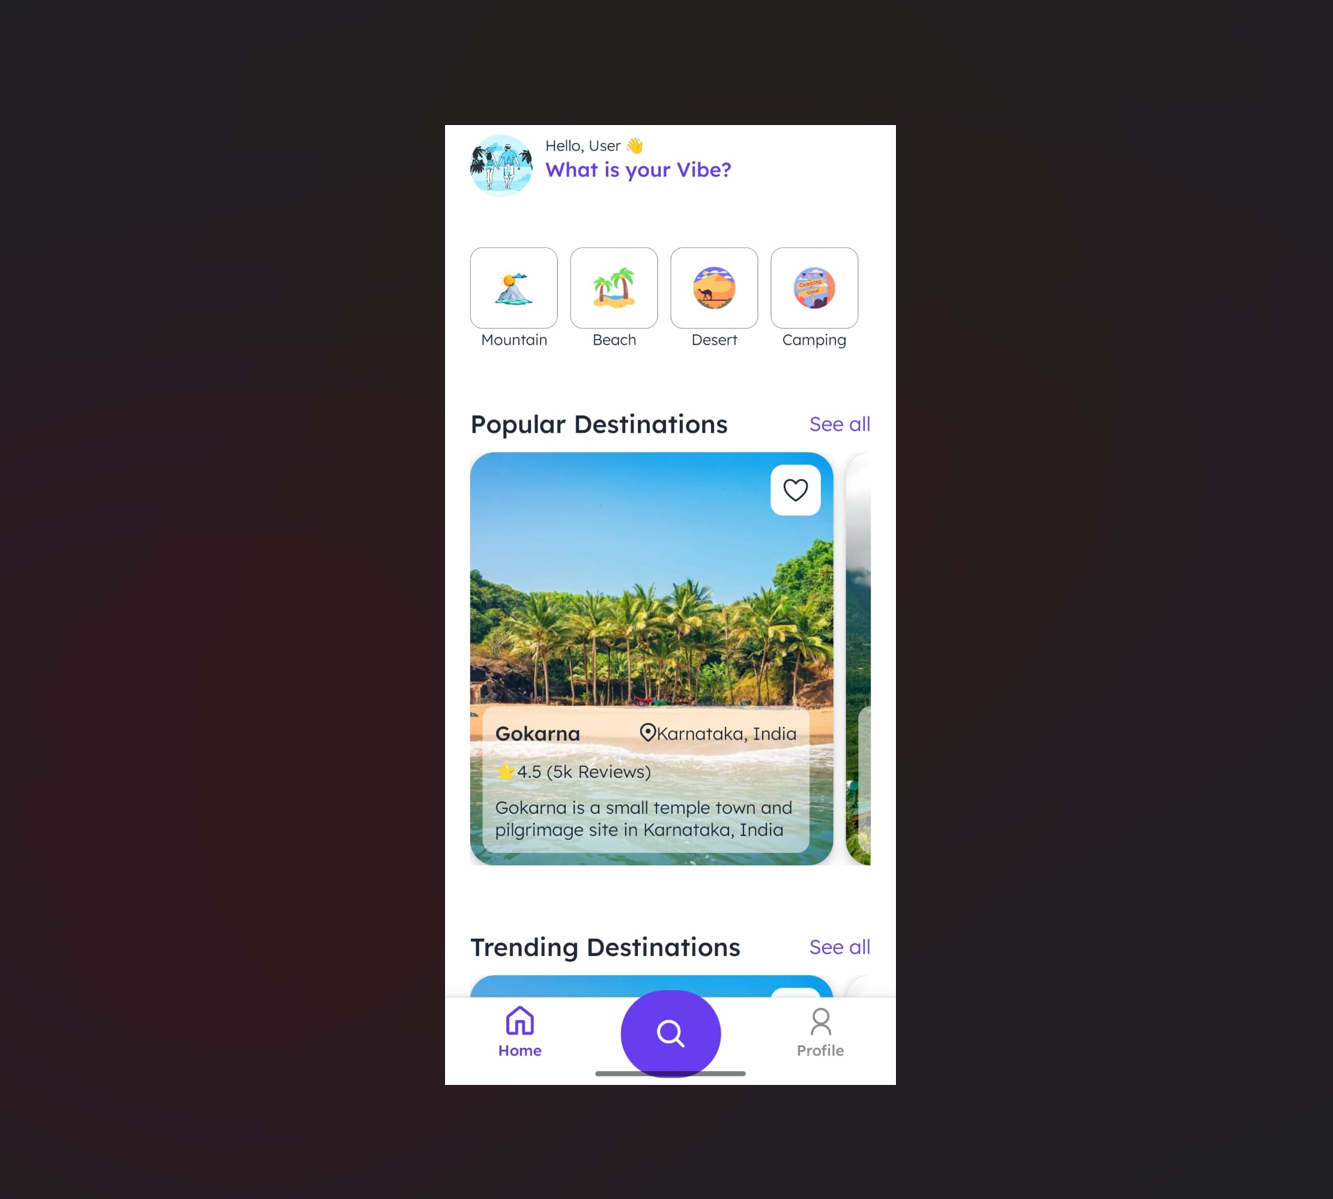 Hello, User 👋
What is your Vibe?
Mountain
Beach
Desert
Camping
Popular Destinations
See all
Gokarna
Karnataka, India
⭐4.5 (5k Reviews)
Gokarna is a small temple town and
pilgrimage site in Karnataka, India
Trending Destinations
See all
Home
Profile